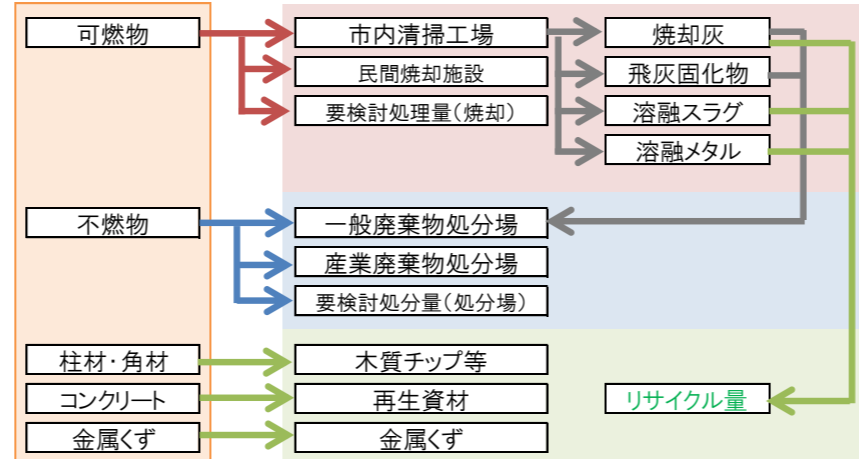 可燃物
市内清掃工場
焼却灰
民間焼却施設
飛灰固化物
要検討処理量(焼却)
溶融スラグ
溶融メタル
不燃物
一般廃棄物処分場
産業廃棄物処分場
要検討処分量(処分場)
柱材・角材
木質チップ等
コンクリート
再生資材
リサイクル量
金属くず
金属くず